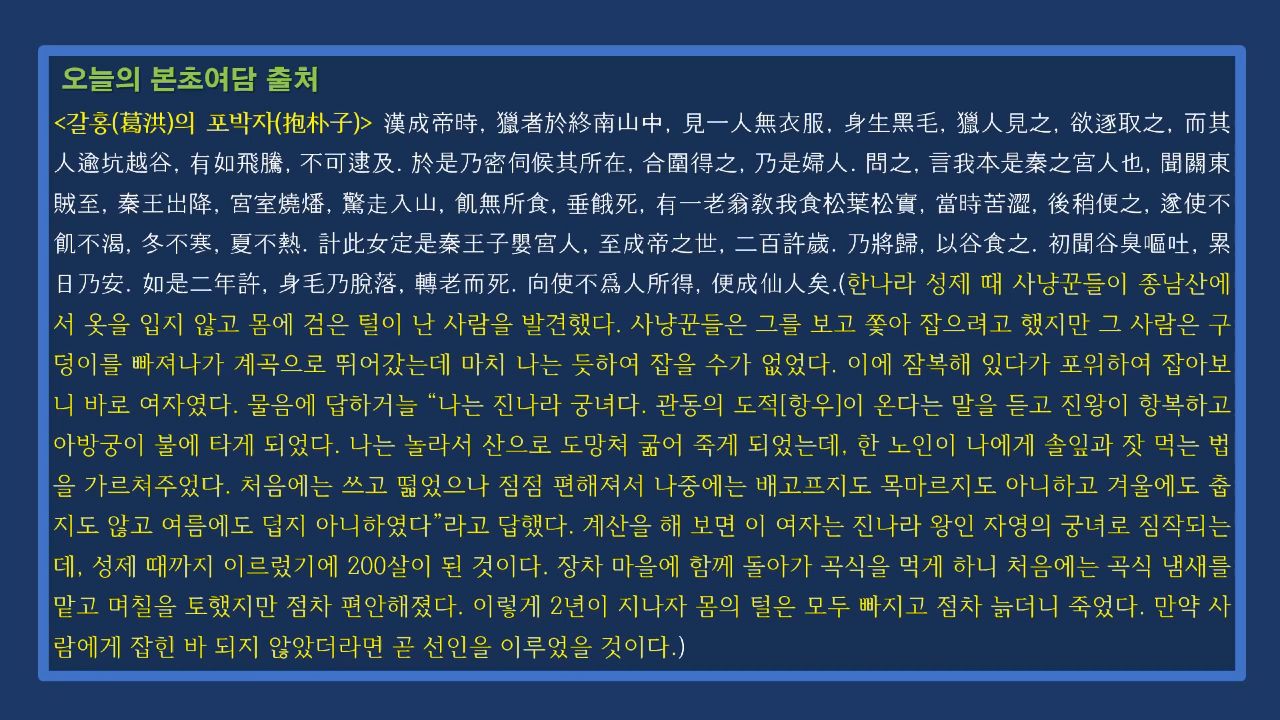 오늘의 본초여담 출처
<갈홍(葛洪)의 포박자(抱朴子)> 漢成帝時, 獵者於終南山中, 見一人無衣服, 身生黑毛, 獵人見之, 欲逐取之, 而其
人逾坑越谷, 有如飛騰, 不可逮及. 於是乃密伺候其所在, 合圍得之, 乃是婦人. 問之, 言我本是秦之宮人也, 聞關東
賊至, 秦王出降, 宮室燒燔, 驚走入山, 飢無所食, 垂餓死, 有一老翁教我食松葉松實, 當時苦澀, 後稍便之, 遂使不
飢不渴, 冬不寒, 夏不熱. 計此女定是秦王子嬰宮人, 至成帝之世, 二百許歲. 乃將歸, 以谷食之. 初聞谷臭嘔吐, 累
日乃安. 如是二年許, 身毛乃脫落, 轉老而死. 向使不爲人所得, 便成仙人矣.(한나라 성제 때 사냥꾼들이 종남산에
서 옷을 입지 않고 몸에 검은 털이 난 사람을 발견했다. 사냥꾼들은 그를 보고 쫓아 잡으려고 했지만 그 사람은 구
덩이를 빠져나가 계곡으로 뛰어갔는데 마치 나는 듯하여 잡을 수가 없었다. 이에 잠복해 있다가 포위하여 잡아보
니 바로 여자였다. 물음에 답하거늘 “나는 진나라 궁녀다. 관동의 도적[항우]이 온다는 말을 듣고 진왕이 항복하고
아방궁이 불에 타게 되었다. 나는 놀라서 산으로 도망쳐 굶어 죽게 되었는데, 한 노인이 나에게 솔잎과 잣 먹는 법
을 가르쳐주었다. 처음에는 쓰고 떫었으나 점점 편해져서 나중에는 배고프지도 목마르지도 아니하고 겨울에도 춥
지도 않고 여름에도 덥지 아니하였다”라고 답했다. 계산을 해 보면 이 여자는 진나라 왕인 자영의 궁녀로 짐작되는
데, 성제 때까지 이르렀기에 200살이 된 것이다. 장차 마을에 함께 돌아가 곡식을 먹게 하니 처음에는 곡식 냄새를
맡고 며칠을 토했지만 점차 편안해졌다. 이렇게 2년이 지나자 몸의 털은 모두 빠지고 점차 늙더니 죽었다. 만약 사
람에게 잡힌 바 되지 않았더라면 곧 선인을 이루었을 것이다.)